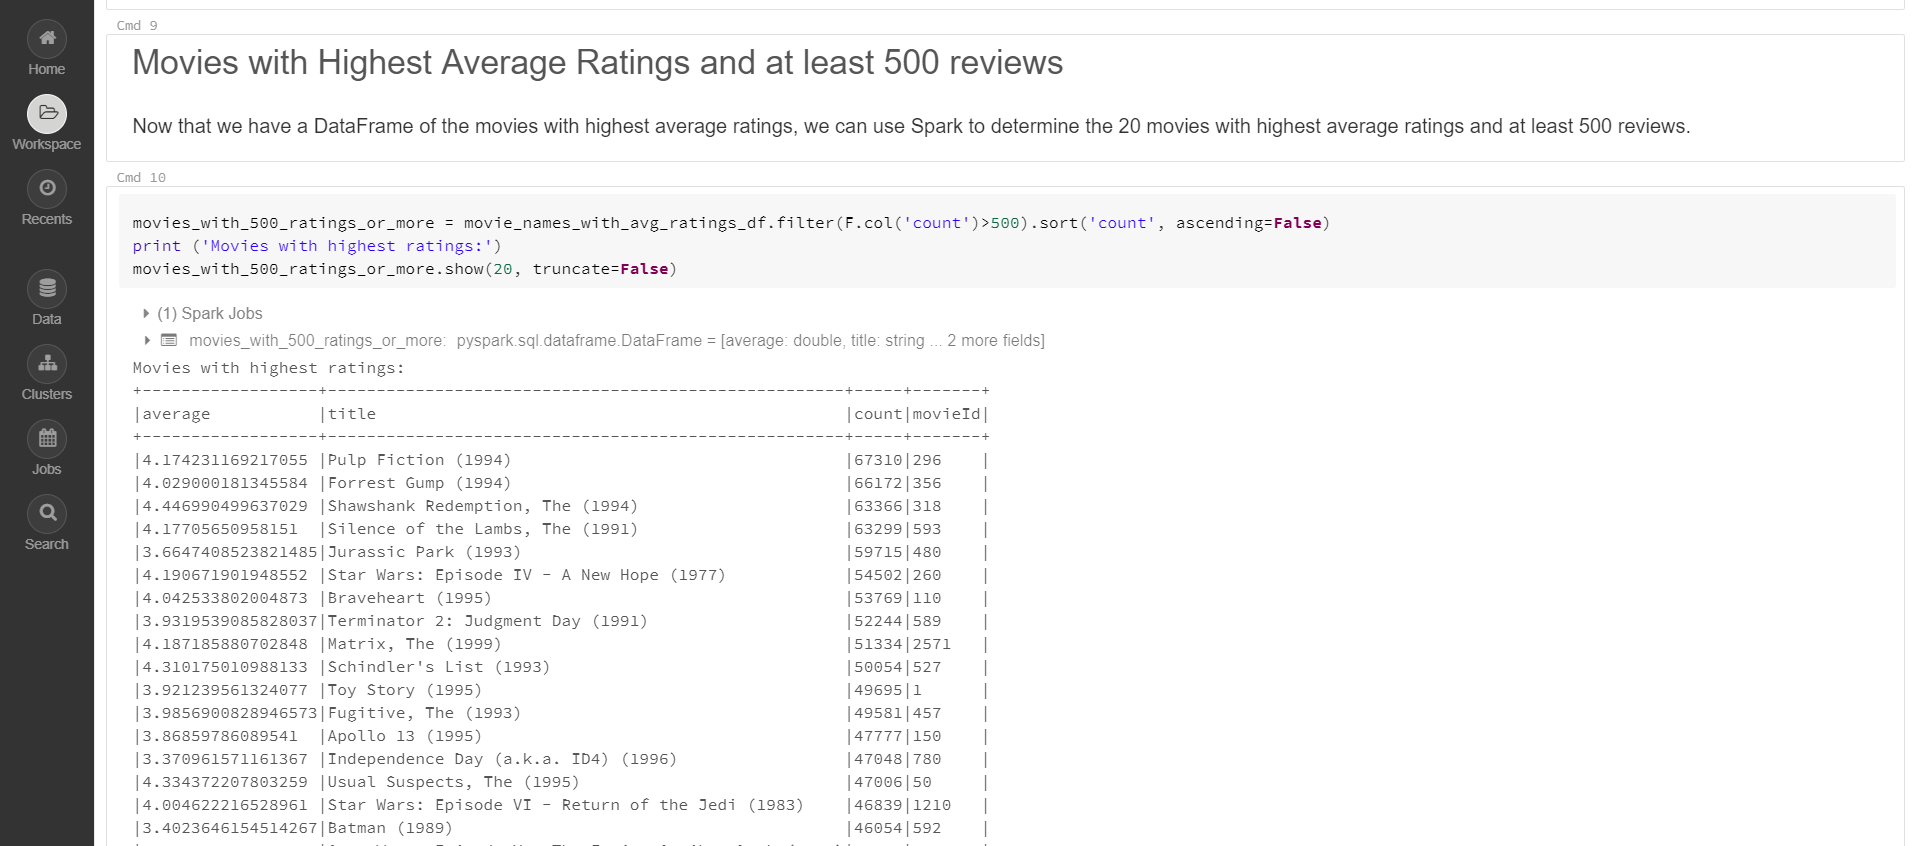 Home
Workspace
Recents
Data
Clusters
Jobs
Search
Cmd 9
Movies with Highest Average Ratings and at least 500 reviews
Now that we have a DataFrame of the movies with highest average ratings, we can use Spark to determine the 20 movies with highest average ratings and at least 500 reviews.
Cmd 10
movies_with_500_ratings_or_more = movie_names_with_avg_ratings_df.filter(F.col('count')>500).sort('count', ascending=False)
print ('Movies with highest ratings:')
movies_with_500_ratings_or_more.show(20, truncate=False)
(1) Spark Jobs
movies_with_500_ratings_or_more: pyspark.sql.dataframe.DataFrame = [average: double, title: string ... 2 more fields]
Movies with highest ratings:
+------------------+-----------------------------------------------------+-----+-------+
|average |title |count|movieId|
+------------------+-----------------------------------------------------+-----+-------+
|4.174231169217055 |Pulp Fiction (1994) |67310|296 |
|4.029000181345584 |Forrest Gump (1994) |66172|356 |
|4.446990499637029 |Shawshank Redemption, The (1994) |63366|318 |
|4.17705650958151 |Silence of the Lambs, The (1991) |63299|593 |
|3.6647408523821485|Jurassic Park (1993) |59715|480 |
|4.190671901948552 |Star Wars: Episode IV - A New Hope (1977) |54502|260 |
|4.042533802004873 |Braveheart (1995) |53769|110 |
|3.9319539085828037|Terminator 2: Judgment Day (1991) |52244|589 |
|4.187185880702848 |Matrix, The (1999) |51334|2571 |
|4.310175010988133 |Schindler's List (1993) |50054|527 |
|3.921239561324077 |Toy Story (1995) |49695|1 |
|3.9856900828946573|Fugitive, The (1993) |49581|457 |
|3.86859786089541 |Apollo 13 (1995) |47777|150 |
|3.370961571161367 |Independence Day (a.k.a. ID4) (1996) |47048|780 |
|4.334372207803259 |Usual Suspects, The (1995) |47006|50 |
|4.004622216528961 |Star Wars: Episode VI - Return of the Jedi (1983) |46839|1210 |
|3.4023646154514267|Batman (1989) |46054|592 |